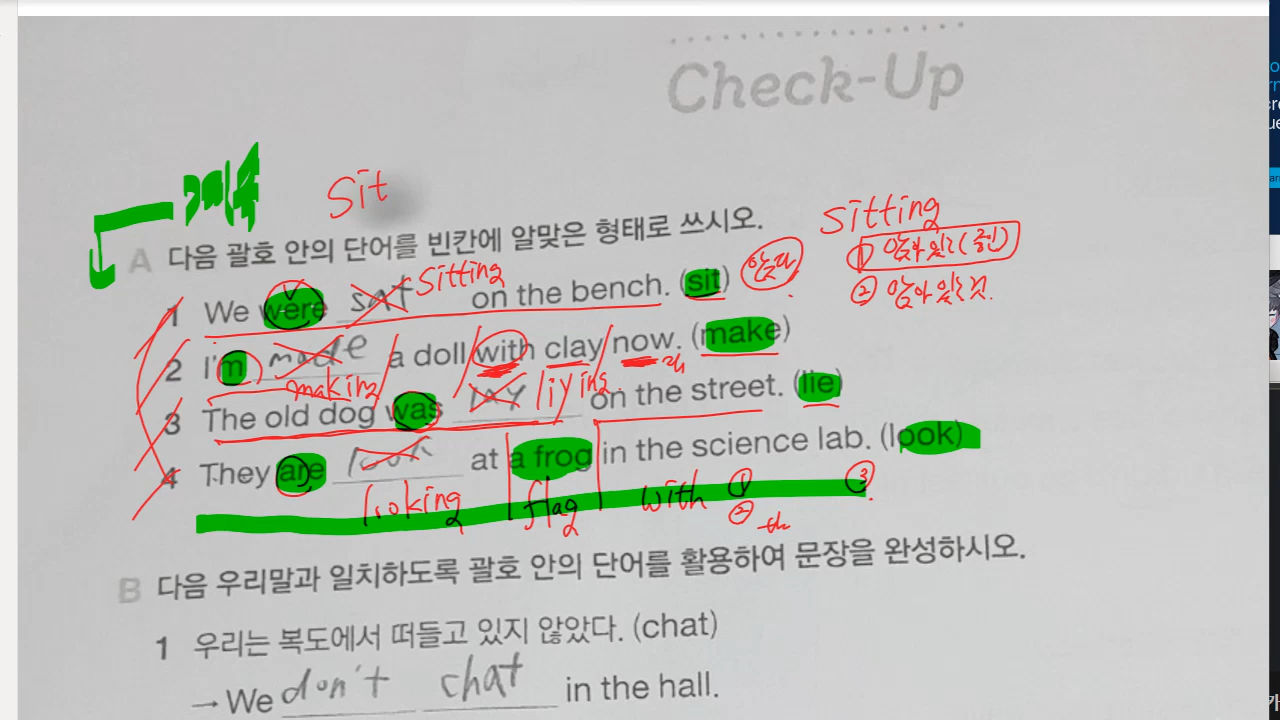 Check-Up
Sit
A 다음 괄호 안의 단어를 빈칸에 알맞은 형태로 쓰시오.
Sitting
① 앉아 있는(중인)
② 앉아 있는 것.
1 We were sat Sitting on the bench. (sit) 앉다
2 I'm made making a doll with clay now. (make)
3 The old dog was lay liying on the street. (lie)
4 They are look looking at a frog in the science lab. (look)
flag with ① ② ③
B 다음 우리말과 일치하도록 괄호 안의 단어를 활용하여 문장을 완성하시오.
1 우리는 복도에서 떠들고 있지 않았다. (chat)
→ We don't chat in the hall.